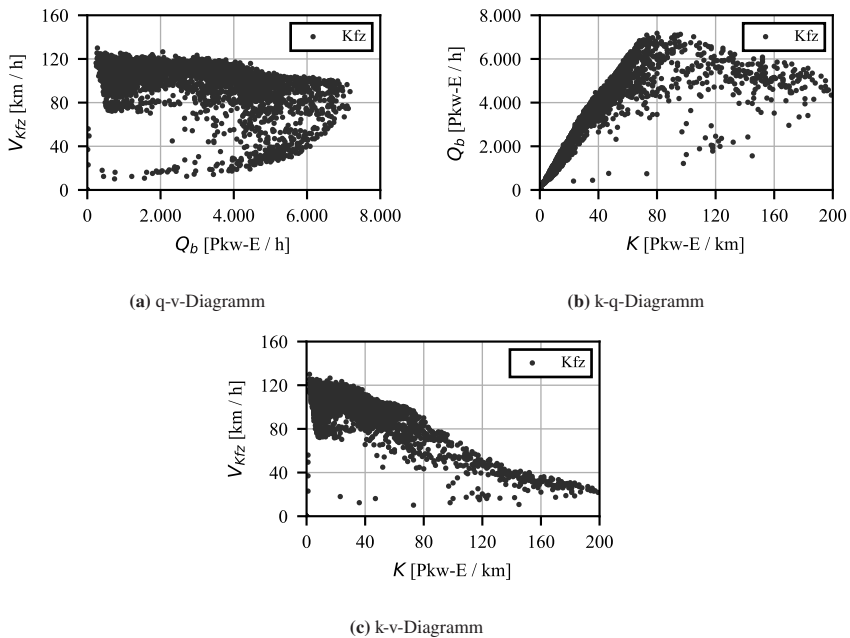 160
120
80
40
0
V_Kfz [km / h]
Kfz
0 2.000 4.000 6.000 8.000
Q_b [Pkw-E / h]
(a) q-v-Diagramm
8.000
6.000
4.000
2.000
0
Q_b [Pkw-E / h]
Kfz
0 40 80 120 160 200
K [Pkw-E / km]
(b) k-q-Diagramm
160
120
80
40
0
V_Kfz [km / h]
Kfz
0 40 80 120 160 200
K [Pkw-E / km]
(c) k-v-Diagramm